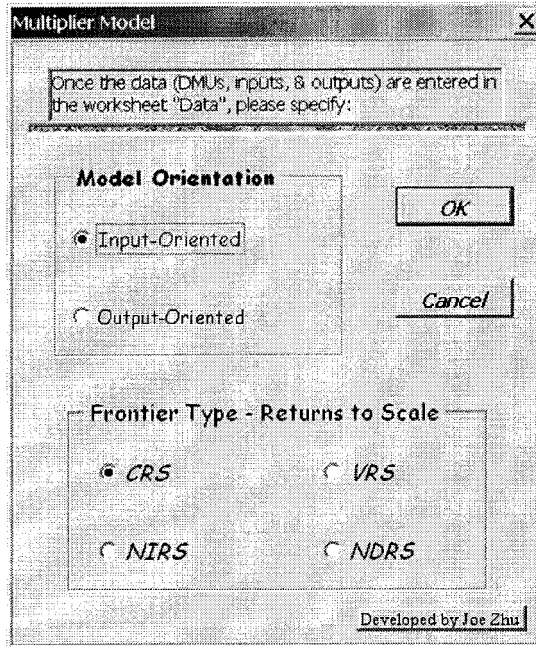 Multiplier Model
Once the data (DMUs, inputs, & outputs) are entered in
the worksheet "Data", please specify:
Model Orientation
Input-Oriented
OK
Output-Oriented
Cancel
Frontier Type - Returns to Scale
CRS
VRS
NIRS
NDRS
Developed by Joe Zhu